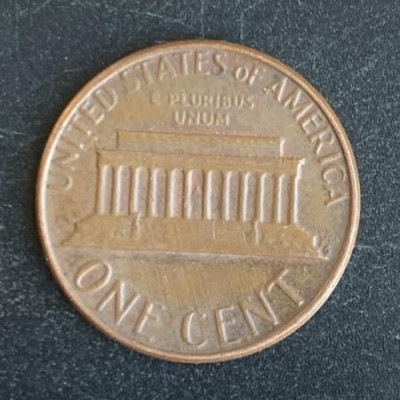 UNITED STATES OF AMERICA
E·PLURIBUS
UNUM
ONE CENT